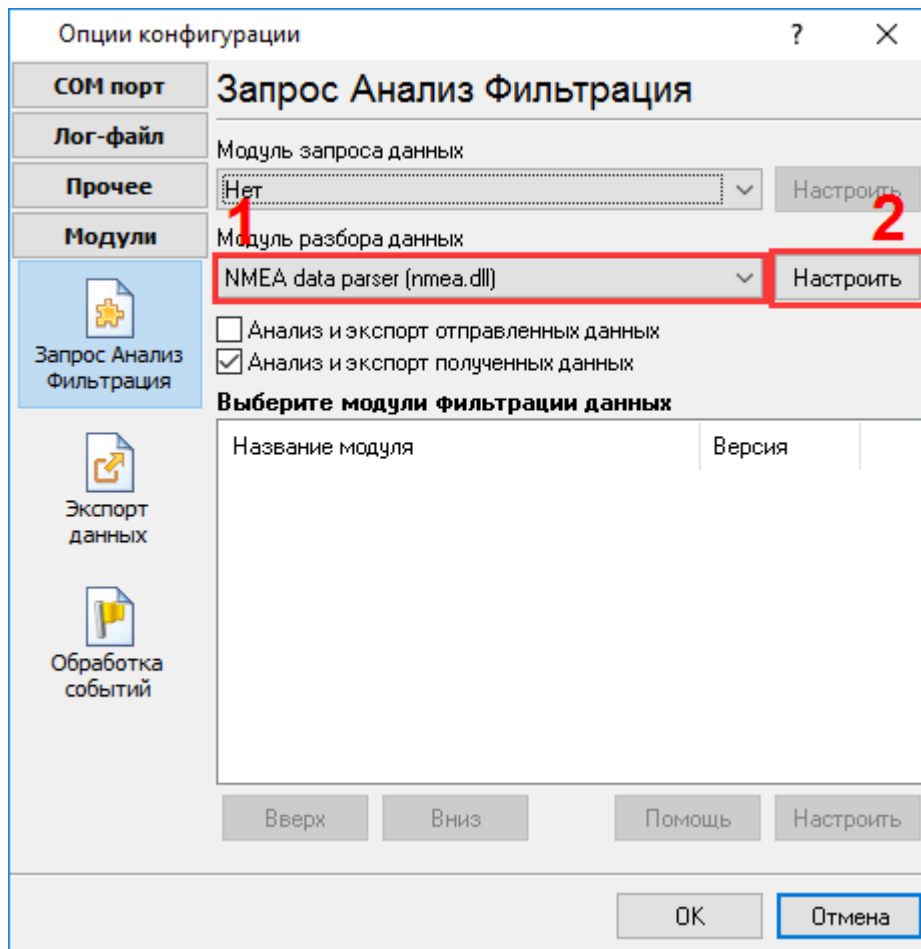 Опции конфигурации
?
COM порт
Лог-файл
Прочее
Модули
Запрос Анализ
Фильтрация
Экспорт
данных
Обработка
событий
Запрос Анализ Фильтрация
Модуль запроса данных
Нет
Настроить
1
2
Модуль разбора данных
NMEA data parser (nmea.dll)
Настроить
Анализ и экспорт отправленных данных
Анализ и экспорт полученных данных
Выберите модули фильтрации данных
Название модуля
Версия
Вверх
Вниз
Помощь
Настроить
OK
Отмена